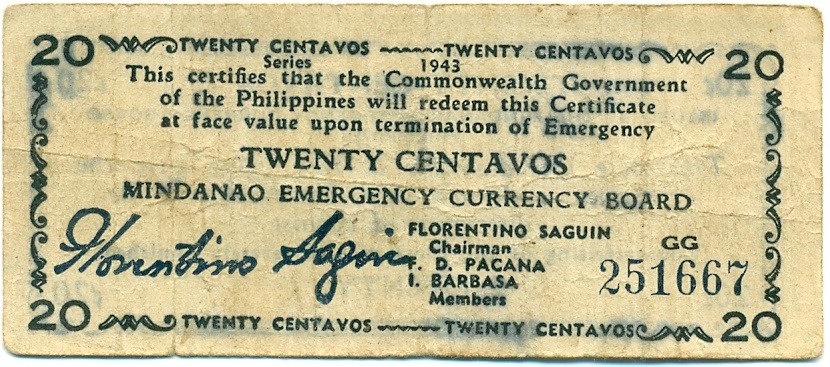 20 TWENTY CENTAVOS TWENTY CENTAVOS 20
Series 1943
This certifies that the Commonwealth Government
of the Philippines will redeem this Certificate
at face value upon termination of Emergency
TWENTY CENTAVOS
MINDANAO EMERGENCY CURRENCY BOARD
Florentino Saguin
FLORENTINO SAGUIN
Chairman
T. D. PACANA
I. BARBASA
Members
GG
251667
20 TWENTY CENTAVOS TWENTY CENTAVOS 20